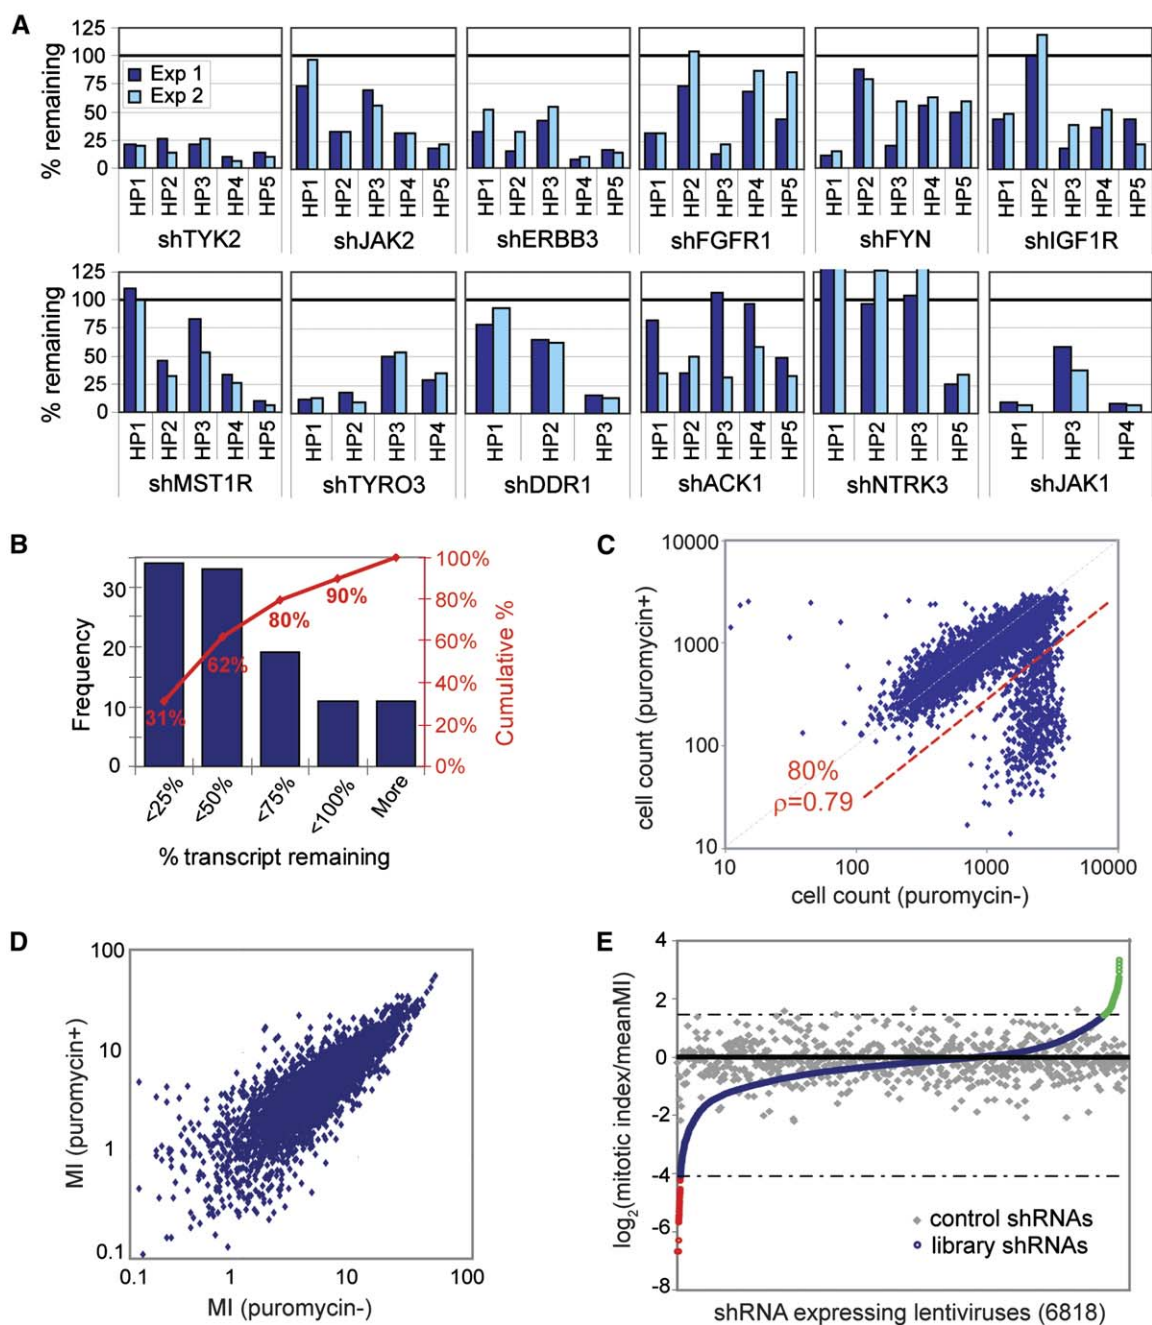 A
% remaining
125
100
75
50
25
0
Exp 1
Exp 2
HP1 HP2 HP3 HP4 HP5
HP1 HP2 HP3 HP4 HP5
HP1 HP2 HP3 HP4 HP5
HP1 HP2 HP3 HP4 HP5
HP1 HP2 HP3 HP4 HP5
HP1 HP2 HP3 HP4 HP5
shTYK2 shJAK2 shERBB3 shFGFR1 shFYN shIGF1R
% remaining
125
100
75
50
25
0
HP1 HP2 HP3 HP4 HP5
HP1 HP2 HP3 HP4
HP1 HP2 HP3
HP1 HP2 HP3 HP4 HP5
HP1 HP2 HP3 HP5
HP1 HP3 HP4
shMST1R shTYRO3 shDDR1 shACK1 shNTRK3 shJAK1
B
Frequency
30
20
10
0
31%
62%
80%
90%
100%
80%
60%
40%
20%
0%
Cumulative %
<25% <50% <75% <100% More
% transcript remaining
C
cell count (puromycin+)
10000
1000
100
10
80%
ρ=0.79
10 100 1000 10000
cell count (puromycin-)
D
MI (puromycin+)
100
10
1
0.1
0.1 1 10 100
MI (puromycin-)
E
log2(mitotic index/meanMI)
4
2
0
-2
-4
-6
-8
control shRNAs
library shRNAs
shRNA expressing lentiviruses (6818)